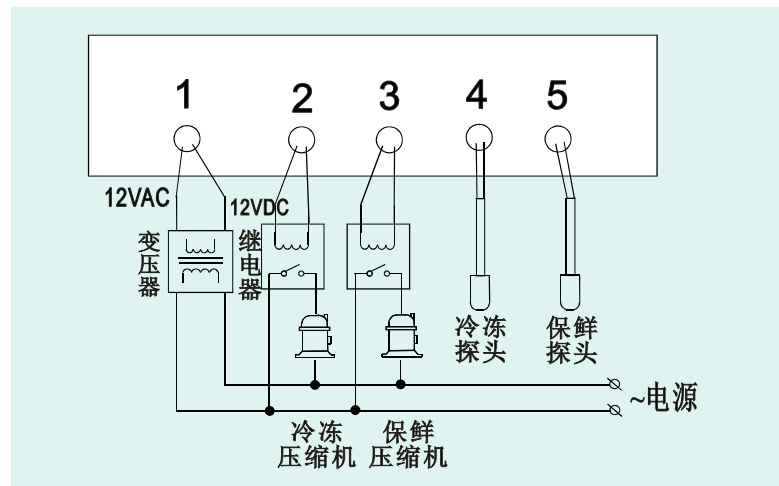 1 2 3 4 5
12VAC
12VDC
变压器
继电器
冷冻
探头
保鲜
探头
~电源
冷冻
压缩机
保鲜
压缩机